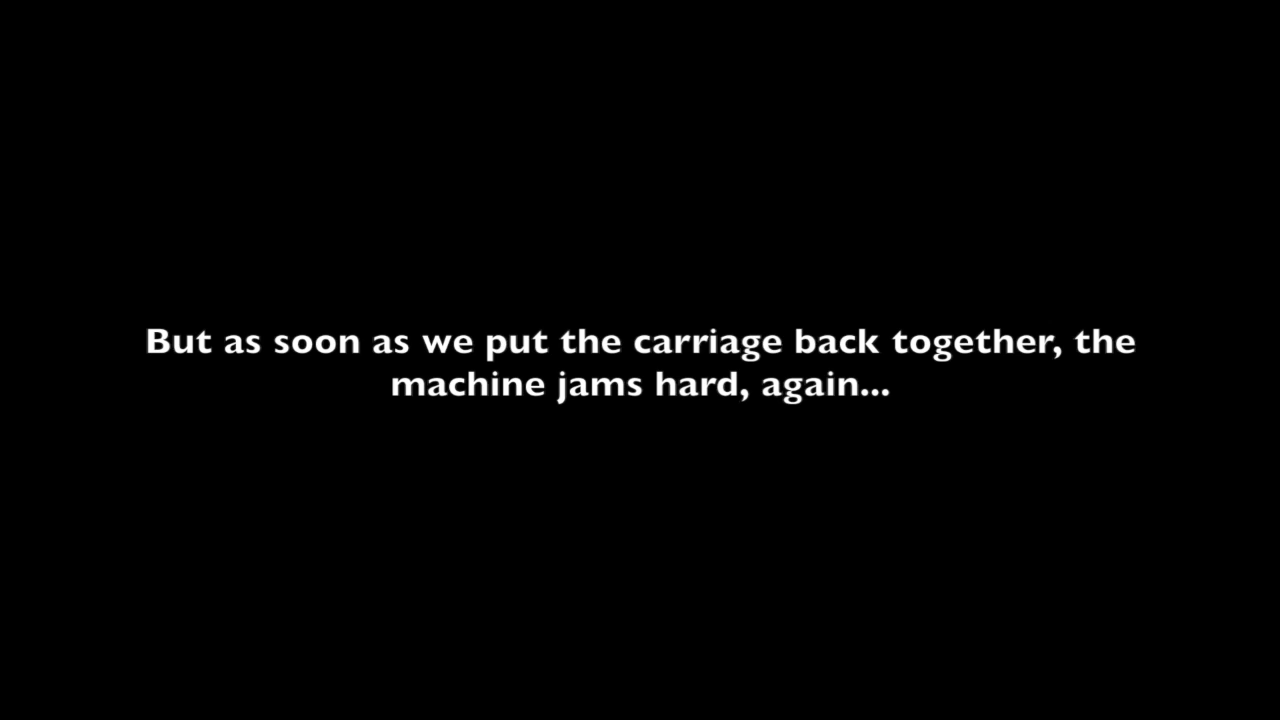 But as soon as we put the carriage back together, the
machine jams hard, again...